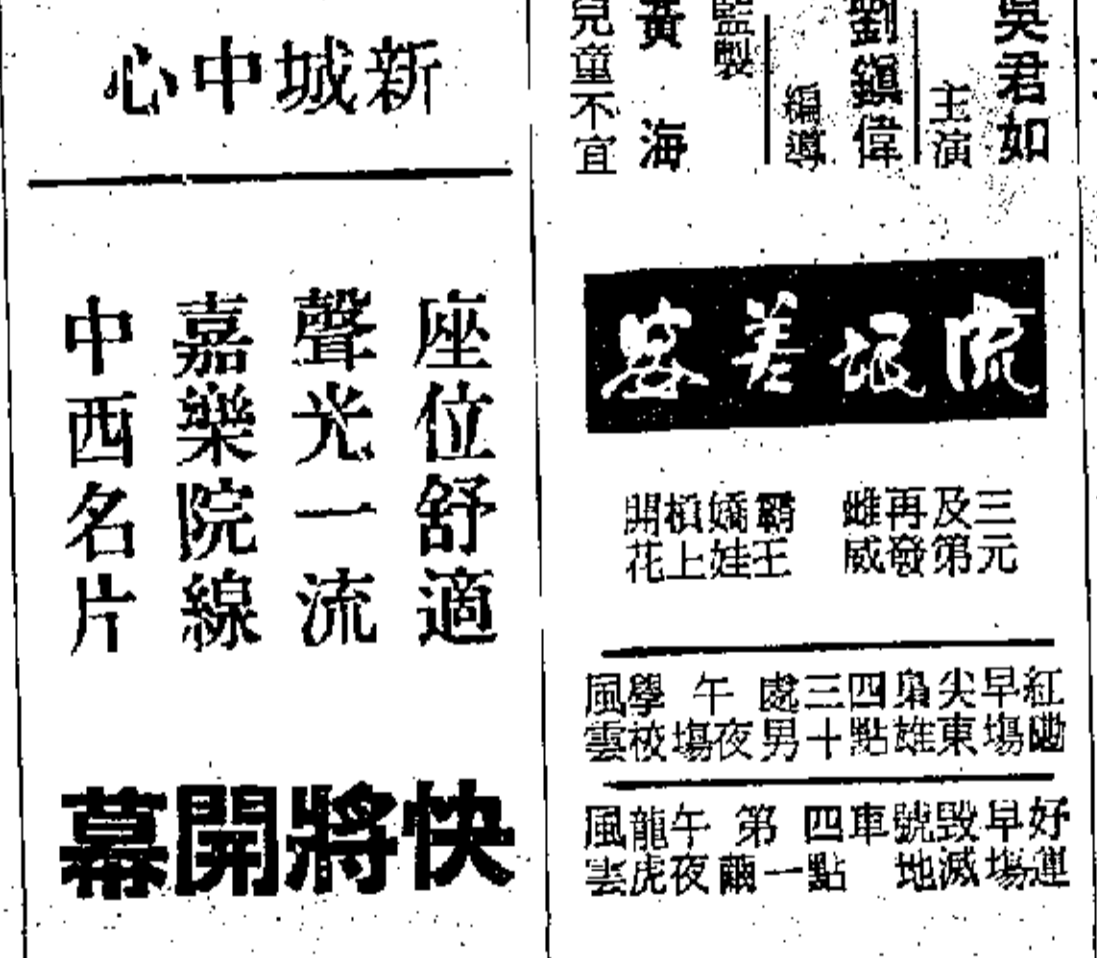 吳君如
主演
劉鎮偉
編導
監製
黃海
兒童不宜
流氓差婆
三元及第再發雌威
霸王嬌娃槓上開花
紅磡早場尖東梟雄四點三十處男午夜場學校風雲
好運早場毀滅號地車四點第一繭午夜龍虎風雲
新城中心
座位舒適
聲光一流
嘉樂院線
中西名片
快將開幕